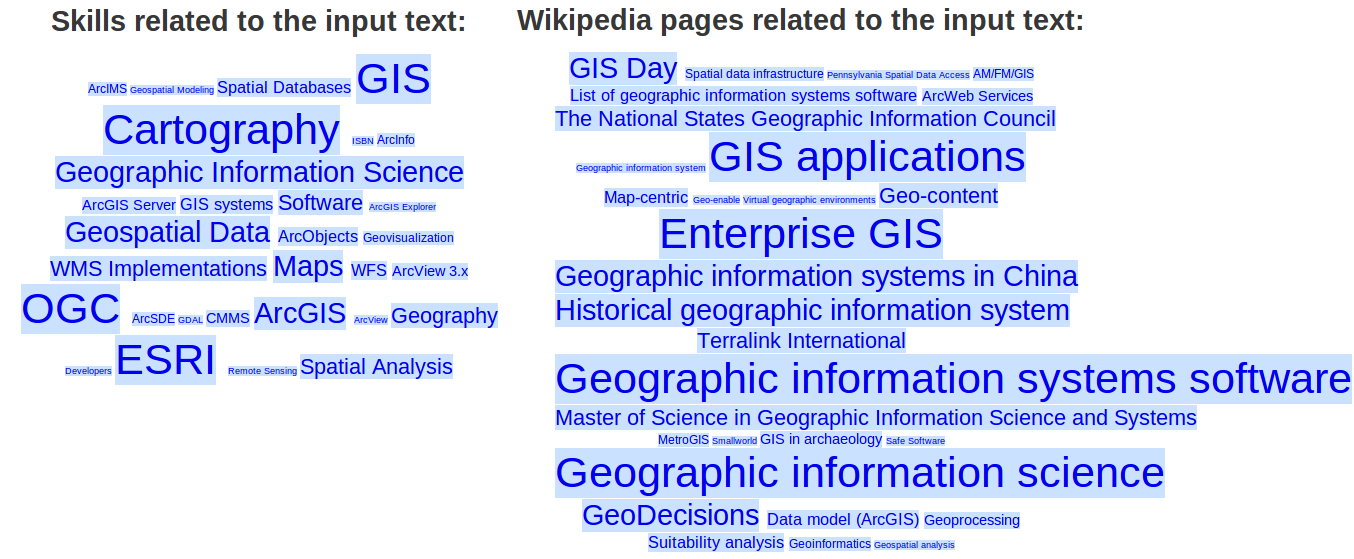 Skills related to the input text:
ArcIMS Geospatial Modeling Spatial Databases GIS
Cartography ISBN ArcInfo
Geographic Information Science
ArcGIS Server GIS systems Software ArcGIS Explorer
Geospatial Data ArcObjects Geovisualization
WMS Implementations Maps WFS ArcView 3.x
OGC ArcSDE GDAL CMMS ArcGIS ArcView Geography
Developers ESRI Remote Sensing Spatial Analysis
Wikipedia pages related to the input text:
GIS Day Spatial data infrastructure Pennsylvania Spatial Data Access AM/FM/GIS
List of geographic information systems software ArcWeb Services
The National States Geographic Information Council
Geographic information system GIS applications
Map-centric Geo-enable Virtual geographic environments Geo-content
Enterprise GIS
Geographic information systems in China
Historical geographic information system
Terralink International
Geographic information systems software
Master of Science in Geographic Information Science and Systems
MetroGIS Smallworld GIS in archaeology Safe Software
Geographic information science
GeoDecisions Data model (ArcGIS) Geoprocessing
Suitability analysis Geoinformatics Geospatial analysis